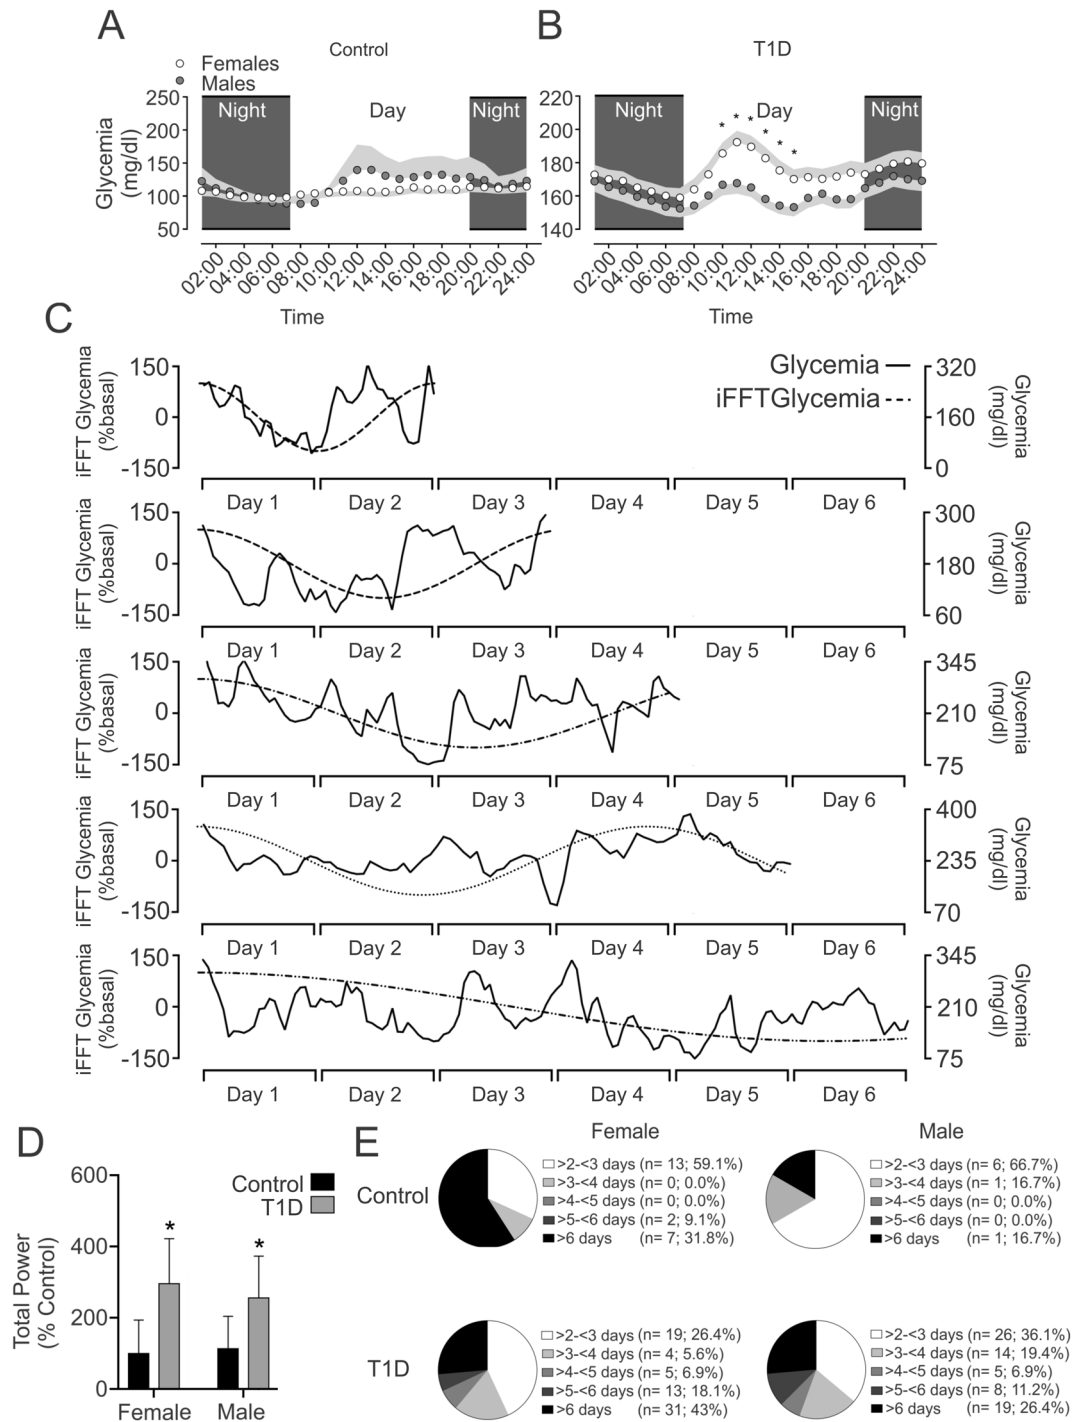 A
Control
Females
Males
250
200
150
100
50
Glycemia
(mg/dl)
Night
Day
Night
02:00
04:00
06:00
08:00
10:00
12:00
14:00
16:00
18:00
20:00
22:00
24:00
Time
B
T1D
220
200
180
160
140
Night
Day
Night
* * * * * *
02:00
04:00
06:00
08:00
10:00
12:00
14:00
16:00
18:00
20:00
22:00
24:00
Time
C
Glycemia
iFFTGlycemia
iFFT Glycemia
(%basal)
150
0
-150
320
160
0
Glycemia
(mg/dl)
Day 1 Day 2 Day 3 Day 4 Day 5 Day 6
iFFT Glycemia
(%basal)
150
0
-150
300
180
60
Glycemia
(mg/dl)
Day 1 Day 2 Day 3 Day 4 Day 5 Day 6
iFFT Glycemia
(%basal)
150
0
-150
345
210
75
Glycemia
(mg/dl)
Day 1 Day 2 Day 3 Day 4 Day 5 Day 6
iFFT Glycemia
(%basal)
150
0
-150
400
235
70
Glycemia
(mg/dl)
Day 1 Day 2 Day 3 Day 4 Day 5 Day 6
iFFT Glycemia
(%basal)
150
0
-150
345
210
75
Glycemia
(mg/dl)
Day 1 Day 2 Day 3 Day 4 Day 5 Day 6
D
600
400
200
0
Total Power
(% Control)
Control
T1D
*
*
Female Male
E
Female
Male
Control
>2-<3 days (n= 13; 59.1%)
>3-<4 days (n= 0; 0.0%)
>4-<5 days (n= 0; 0.0%)
>5-<6 days (n= 2; 9.1%)
>6 days (n= 7; 31.8%)
>2-<3 days (n= 6; 66.7%)
>3-<4 days (n= 1; 16.7%)
>4-<5 days (n= 0; 0.0%)
>5-<6 days (n= 0; 0.0%)
>6 days (n= 1; 16.7%)
T1D
>2-<3 days (n= 19; 26.4%)
>3-<4 days (n= 4; 5.6%)
>4-<5 days (n= 5; 6.9%)
>5-<6 days (n= 13; 18.1%)
>6 days (n= 31; 43%)
>2-<3 days (n= 26; 36.1%)
>3-<4 days (n= 14; 19.4%)
>4-<5 days (n= 5; 6.9%)
>5-<6 days (n= 8; 11.2%)
>6 days (n= 19; 26.4%)